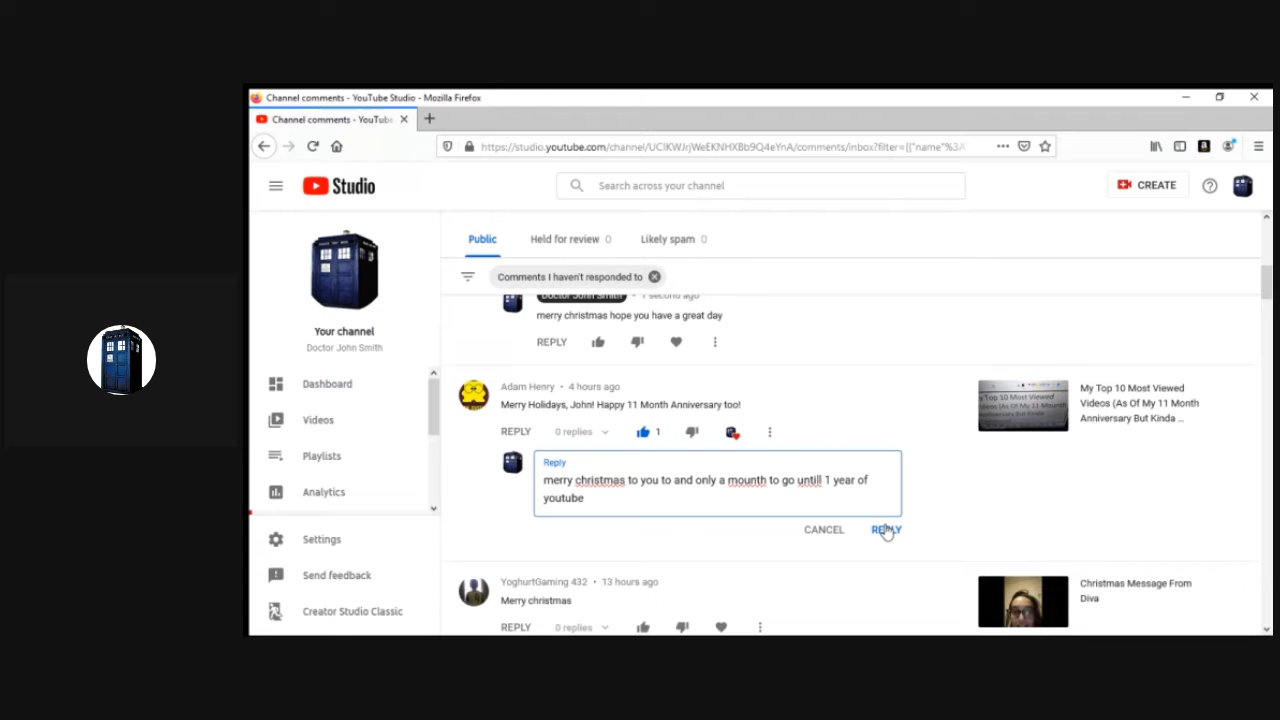 Channel comments - YouTube Studio - Mozilla Firefox
Channel comments - YouTube
https://studio.youtube.com/channel/UCIKWJrjWeEKNHXBb9Q4eYnA/comments/inbox?filter=[{"name"%3A
Studio
Search across your channel
CREATE
Public
Held for review 0
Likely spam 0
Comments I haven't responded to
Your channel
Doctor John Smith
Dashboard
Videos
Playlists
Analytics
Settings
Send feedback
Creator Studio Classic
Doctor John Smith • 1 second ago
merry christmas hope you have a great day
REPLY
Adam Henry • 4 hours ago
Merry Holidays, John! Happy 11 Month Anniversary too!
REPLY 0 replies 1
Reply
merry christmas to you to and only a mounth to go untill 1 year of
youtube
CANCEL REPLY
My Top 10 Most Viewed
Videos (As Of My 11 Month
Anniversary But Kinda ...
YoghurtGaming 432 • 13 hours ago
Merry christmas
REPLY 0 replies
Christmas Message From
Diva